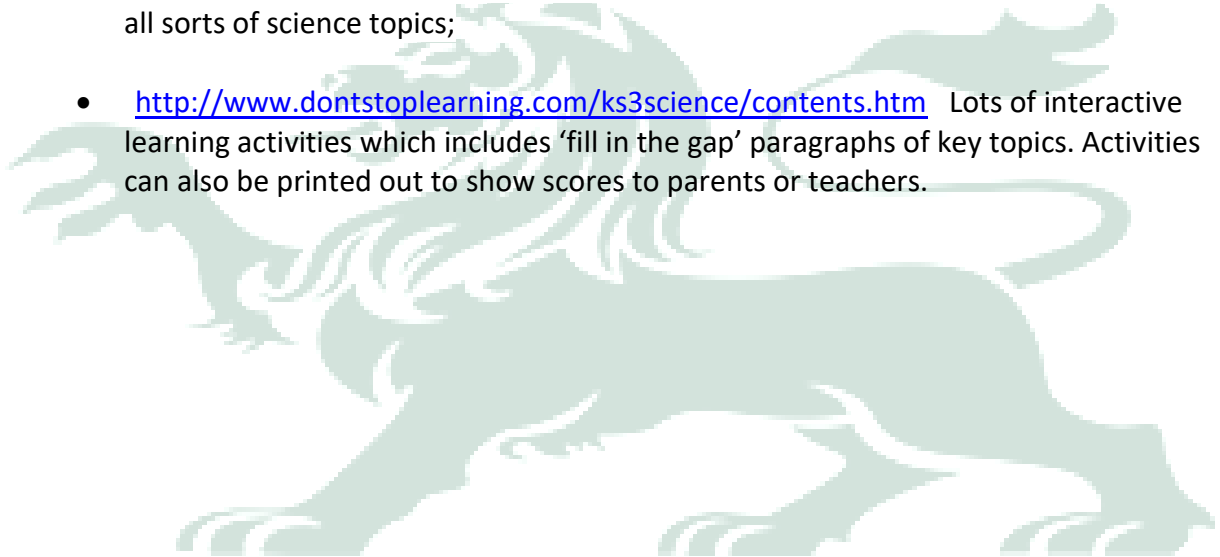 all sorts of science topics;
• http://www.dontstoplearning.com/ks3science/contents.htm Lots of interactive
learning activities which includes ‘fill in the gap’ paragraphs of key topics. Activities
can also be printed out to show scores to parents or teachers.